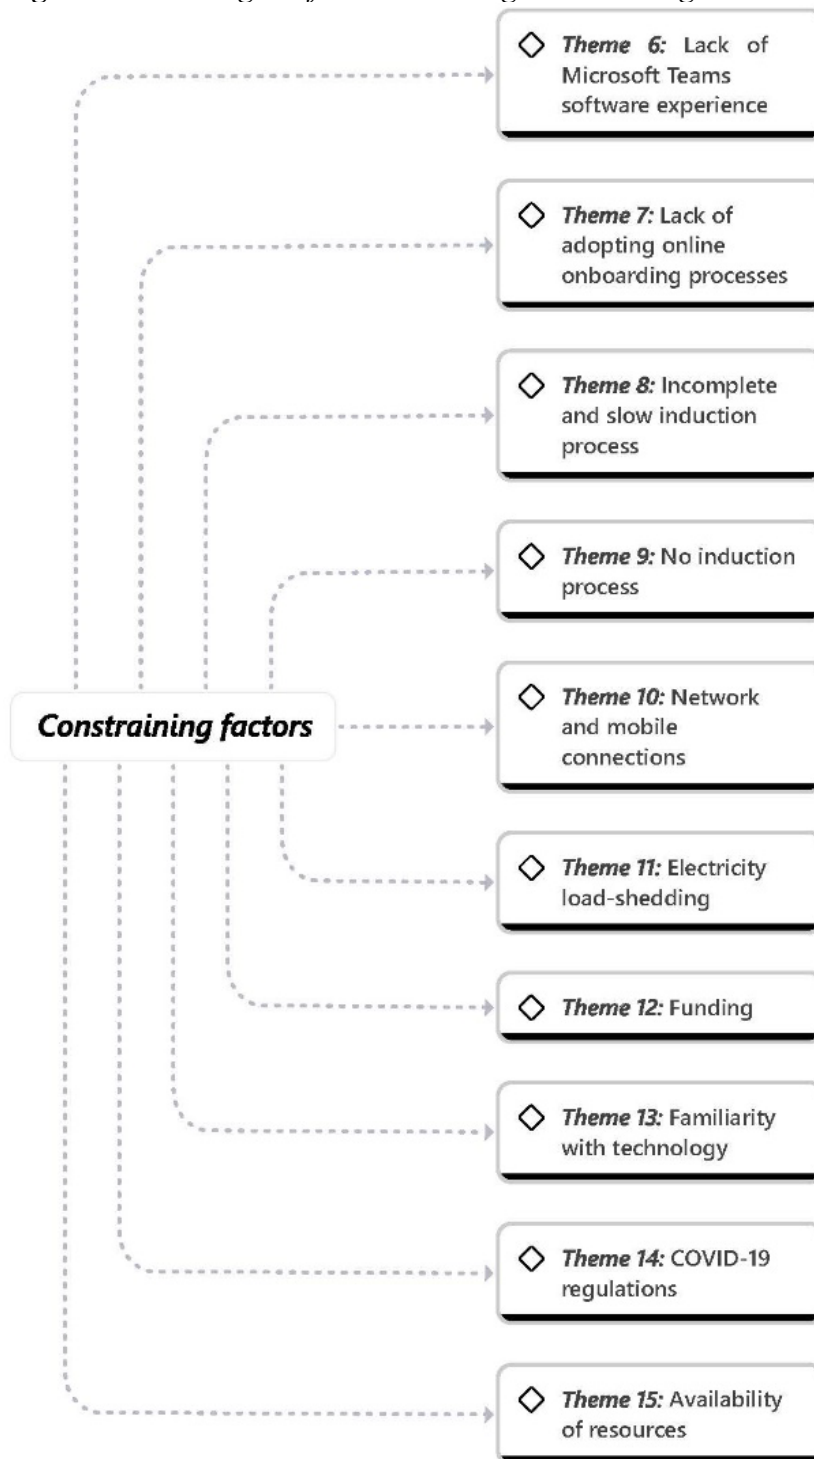 Theme 6: Lack of
Microsoft Teams
software experience
Theme 7: Lack of
adopting online
onboarding processes
Theme 8: Incomplete
and slow induction
process
Theme 9: No induction
process
Constraining factors
Theme 10: Network
and mobile
connections
Theme 11: Electricity
load-shedding
Theme 12: Funding
Theme 13: Familiarity
with technology
Theme 14: COVID-19
regulations
Theme 15: Availability
of resources